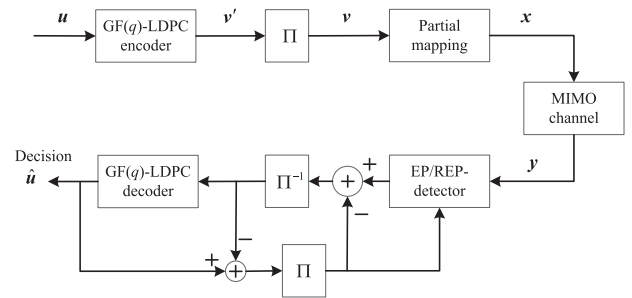 u
GF(q)-LDPC
encoder
v′
Π
v
Partial
mapping
x
MIMO
channel
y
EP/REP-
detector
+
−
+
Π⁻¹
GF(q)-LDPC
decoder
Decision
û
−
+
+
Π